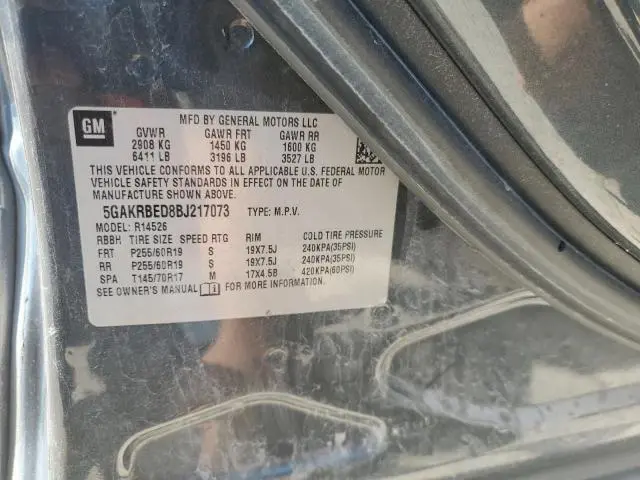 GM
MFD BY GENERAL MOTORS LLC
GVWR GAWR FRT GAWR RR
2908 KG 1450 KG 1600 KG
6411 LB 3196 LB 3527 LB
THIS VEHICLE CONFORMS TO ALL APPLICABLE U.S. FEDERAL MOTOR
VEHICLE SAFETY STANDARDS IN EFFECT ON THE DATE OF
MANUFACTURE SHOWN ABOVE.
5GAKRBED8BJ217073 TYPE: M.P.V.
MODEL: R14526
RBBH TIRE SIZE SPEED RTG RIM COLD TIRE PRESSURE
FRT P255/60R19 S 19X7.5J 240KPA(35PSI)
RR P255/60R19 S 19X7.5J 240KPA(35PSI)
SPA T145/70R17 M 17X4.5B 420KPA(60PSI)
SEE OWNER'S MANUAL FOR MORE INFORMATION.